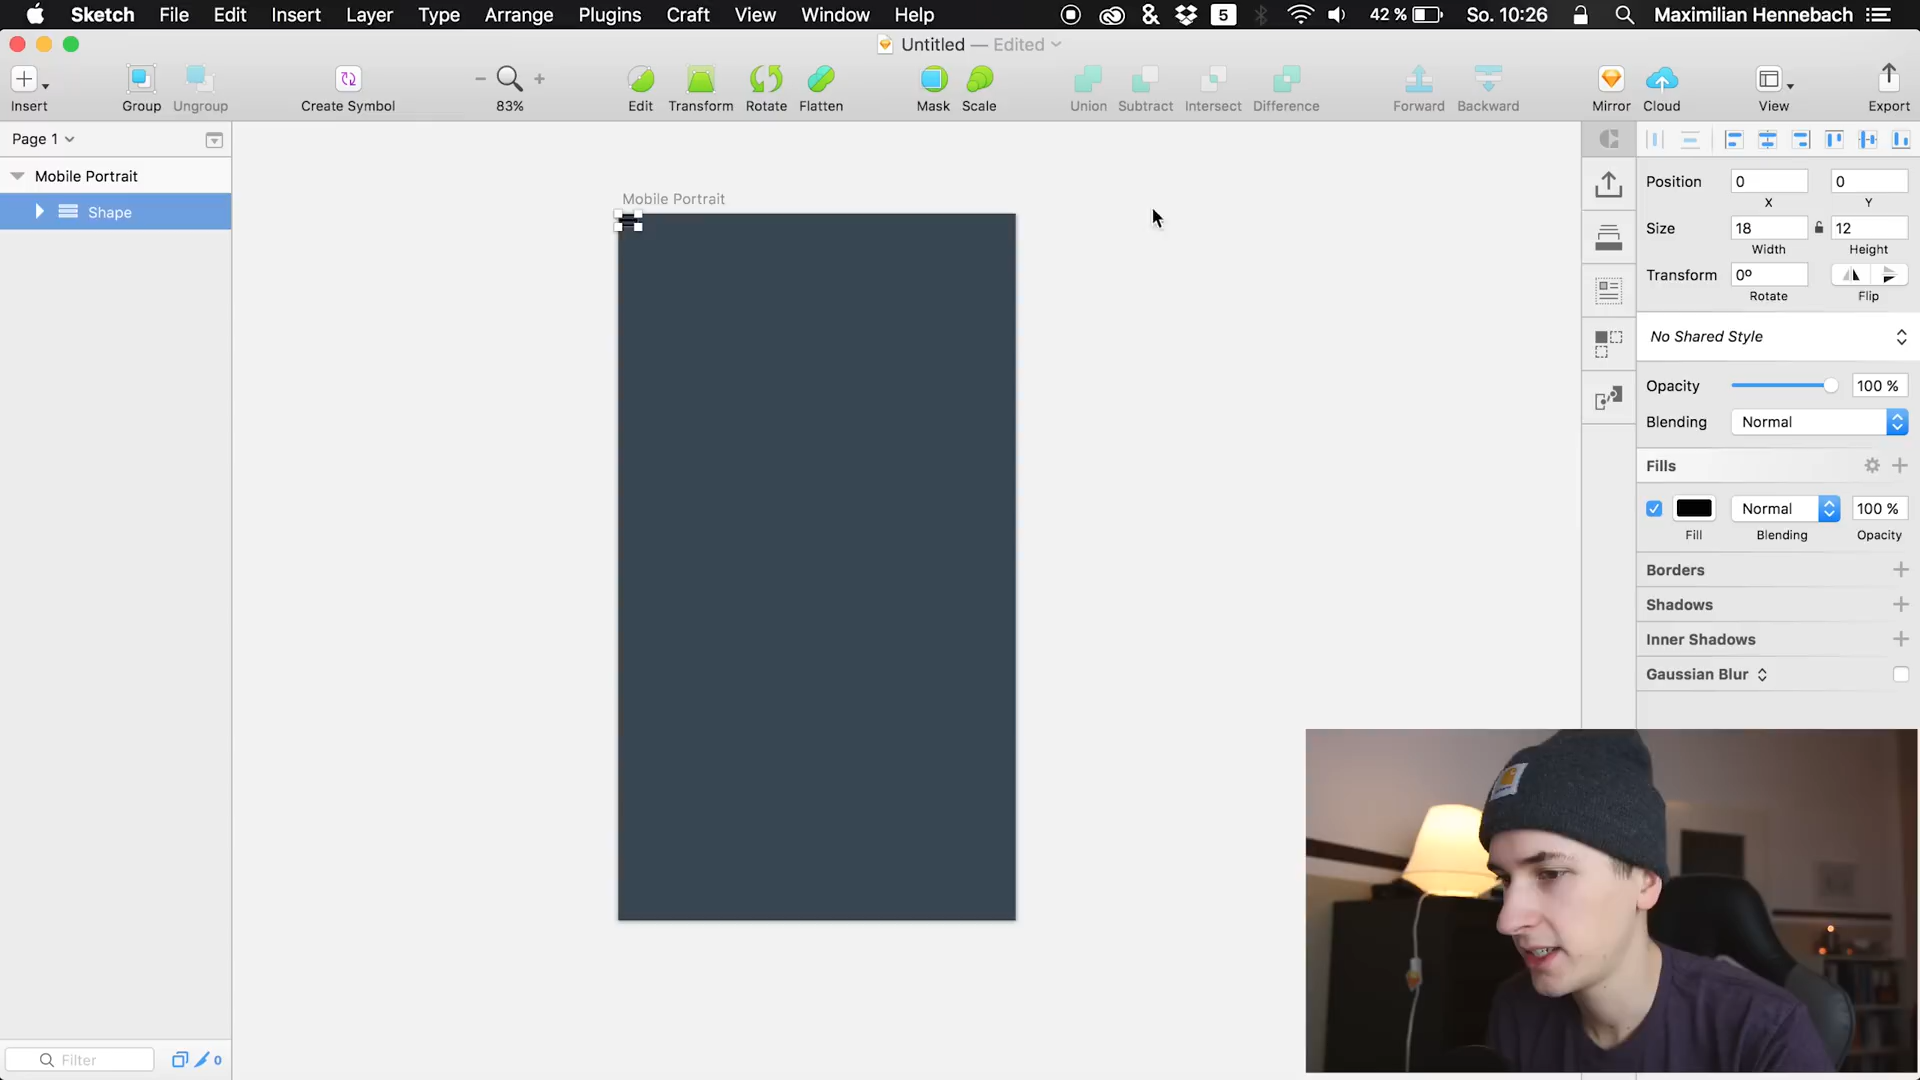 Sketch File Edit Insert Layer Type Arrange Plugins Craft View Window Help 5 42 % So. 10:26 Maximilian Hennebach
Untitled — Edited
Insert Group Ungroup Create Symbol 83% Edit Transform Rotate Flatten Mask Scale Union Subtract Intersect Difference Forward Backward Mirror Cloud View Export
Page 1
Mobile Portrait
Shape
Filter 0
Mobile Portrait
Position 0 0
X Y
Size 18 12
Width Height
Transform 0º
Rotate Flip
No Shared Style
Opacity 100 %
Blending Normal
Fills
Normal 100 %
Fill Blending Opacity
Borders
Shadows
Inner Shadows
Gaussian Blur